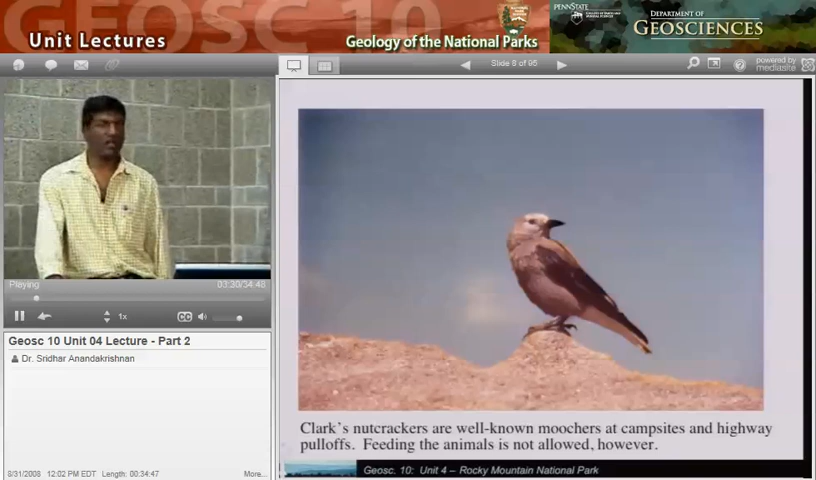 GEOSC 10
Unit Lectures
Geology of the National Parks
PENNSTATE
DEPARTMENT OF
GEOSCIENCES
Slide 8 of 95
powered by
mediasite
Playing
03:20/34:48
1x
CC
Geosc 10 Unit 04 Lecture - Part 2
Dr. Sridhar Anandakrishnan
8/31/2008 12:02 PM EDT Length: 00:34:47
More...
Clark's nutcrackers are well-known moochers at campsites and highway
pulloffs. Feeding the animals is not allowed, however.
Geosc. 10: Unit 4 – Rocky Mountain National Park